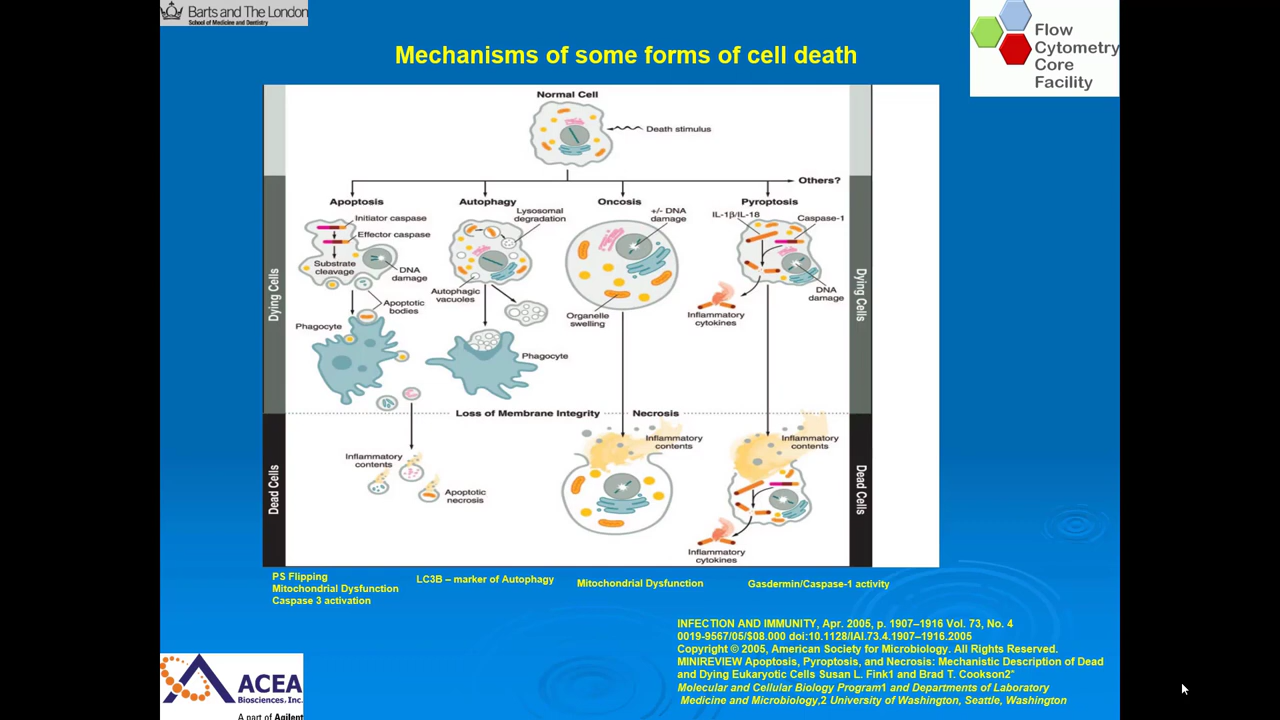 Barts and The London
School of Medicine and Dentistry
Mechanisms of some forms of cell death
Flow
Cytometry
Core
Facility
Normal Cell
Death stimulus
Others?
Apoptosis
Initiator caspase
Effector caspase
Substrate
cleavage
DNA
damage
Apoptotic
bodies
Phagocyte
Autophagy
Lysosomal
degradation
Autophagic
vacuoles
Phagocyte
Oncosis
+/- DNA
damage
Organelle
swelling
Pyroptosis
IL-1β/IL-18
Caspase-1
DNA
damage
Inflammatory
cytokines
Dying Cells
Dying Cells
Loss of Membrane Integrity
Necrosis
Inflammatory
contents
Apoptotic
necrosis
Inflammatory
contents
Inflammatory
contents
Inflammatory
cytokines
Dead Cells
Dead Cells
PS Flipping
Mitochondrial Dysfunction
Caspase 3 activation
LC3B – marker of Autophagy
Mitochondrial Dysfunction
Gasdermin/Caspase-1 activity
INFECTION AND IMMUNITY, Apr. 2005, p. 1907–1916 Vol. 73, No. 4
0019-9567/05/$08.000 doi:10.1128/IAI.73.4.1907–1916.2005
Copyright © 2005, American Society for Microbiology. All Rights Reserved.
MINIREVIEW Apoptosis, Pyroptosis, and Necrosis: Mechanistic Description of Dead
and Dying Eukaryotic Cells Susan L. Fink1 and Brad T. Cookson2*
Molecular and Cellular Biology Program1 and Departments of Laboratory
Medicine and Microbiology,2 University of Washington, Seattle, Washington
ACEA
Biosciences, Inc.
A part of Agilent